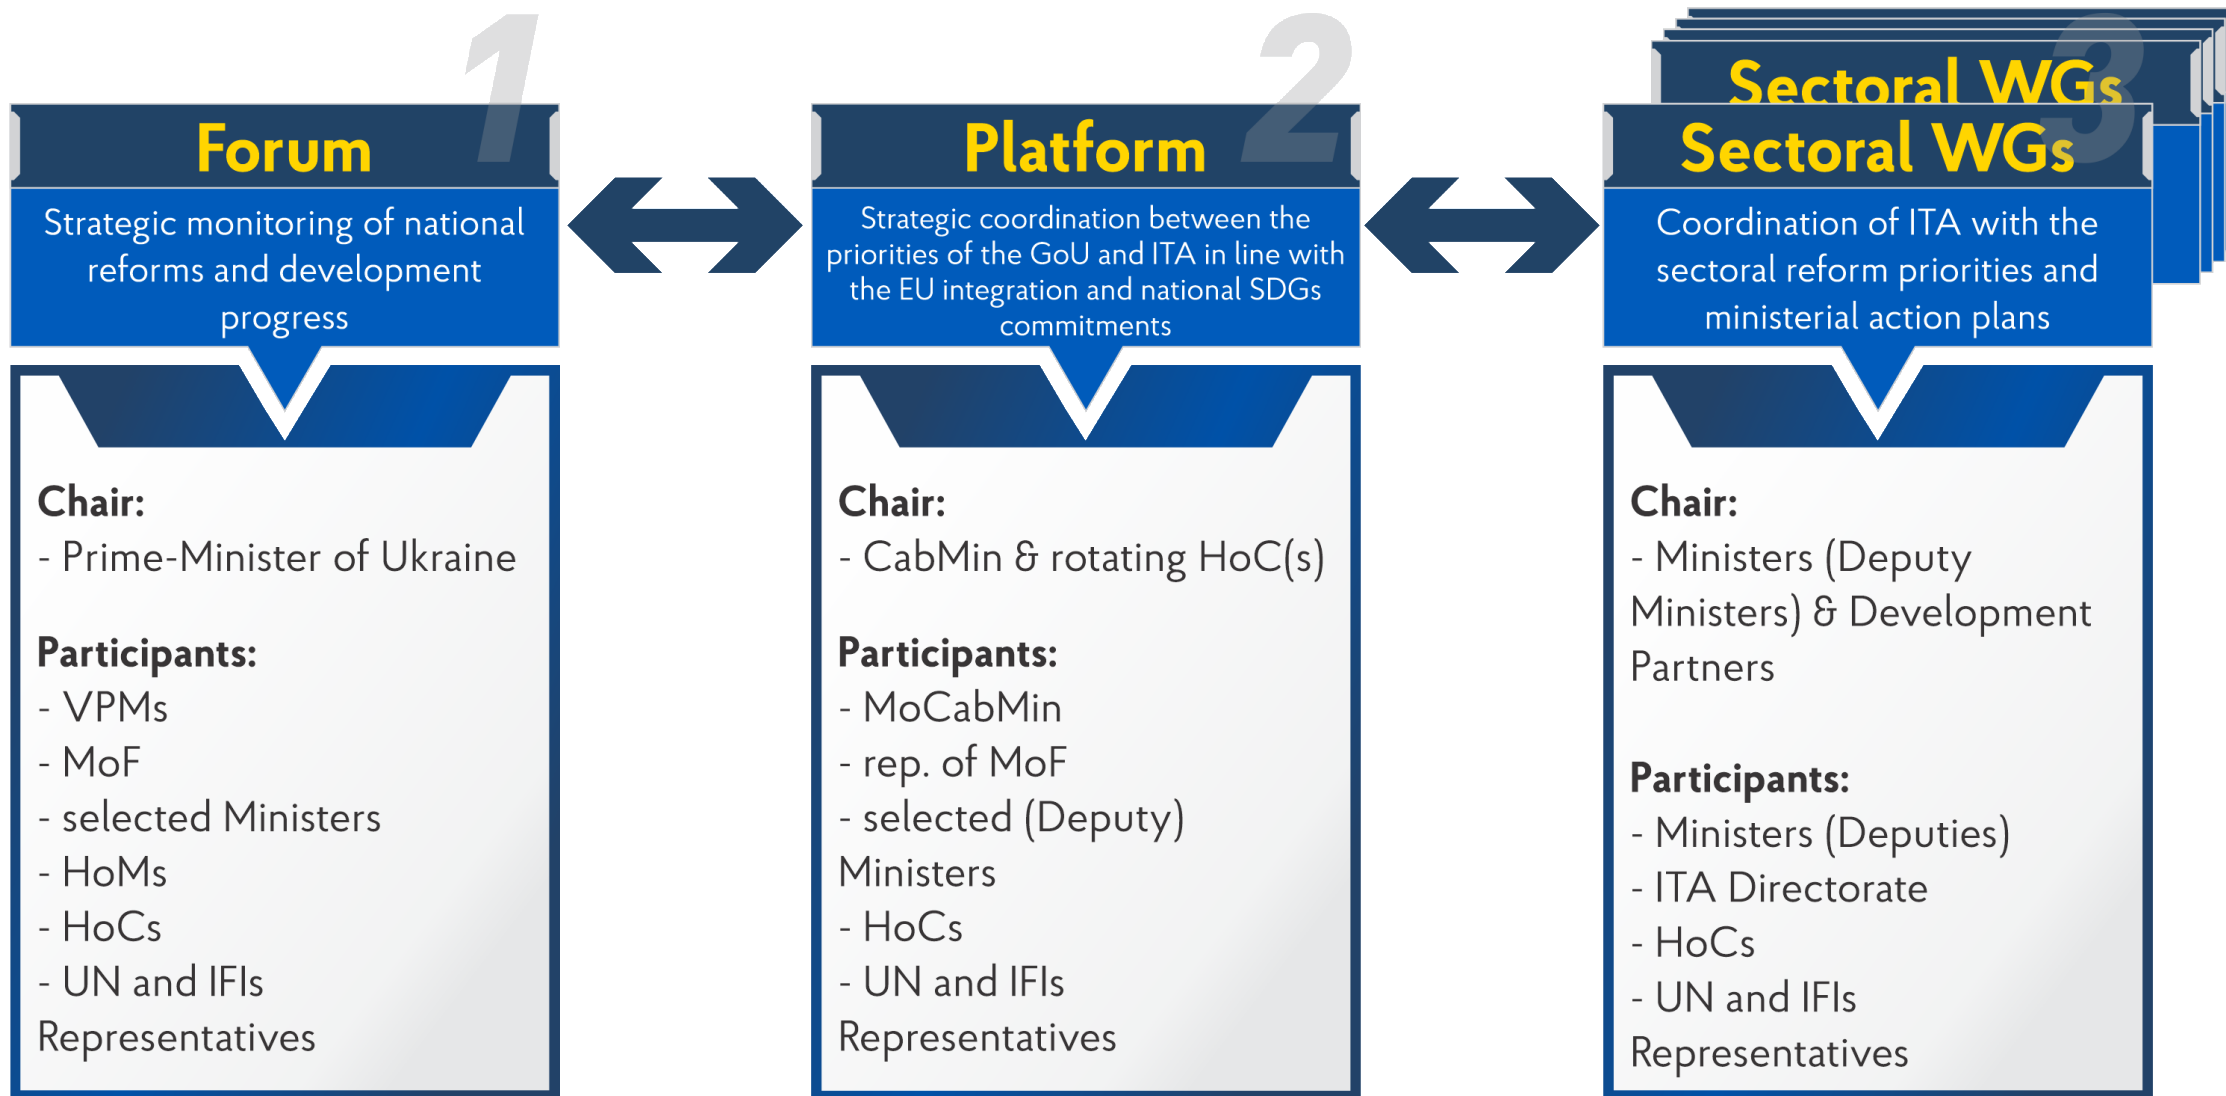 1
Forum
Strategic monitoring of national
reforms and development
progress
Chair:
- Prime-Minister of Ukraine
Participants:
- VPMs
- MoF
- selected Ministers
- HoMs
- HoCs
- UN and IFIs
Representatives
2
Platform
Strategic coordination between the
priorities of the GoU and ITA in line with
the EU integration and national SDGs
commitments
Chair:
- CabMin & rotating HoC(s)
Participants:
- MoCabMin
- rep. of MoF
- selected (Deputy)
Ministers
- HoCs
- UN and IFIs
Representatives
3
Sectoral WGs
Sectoral WGs
Coordination of ITA with the
sectoral reform priorities and
ministerial action plans
Chair:
- Ministers (Deputy
Ministers) & Development
Partners
Participants:
- Ministers (Deputies)
- ITA Directorate
- HoCs
- UN and IFIs
Representatives